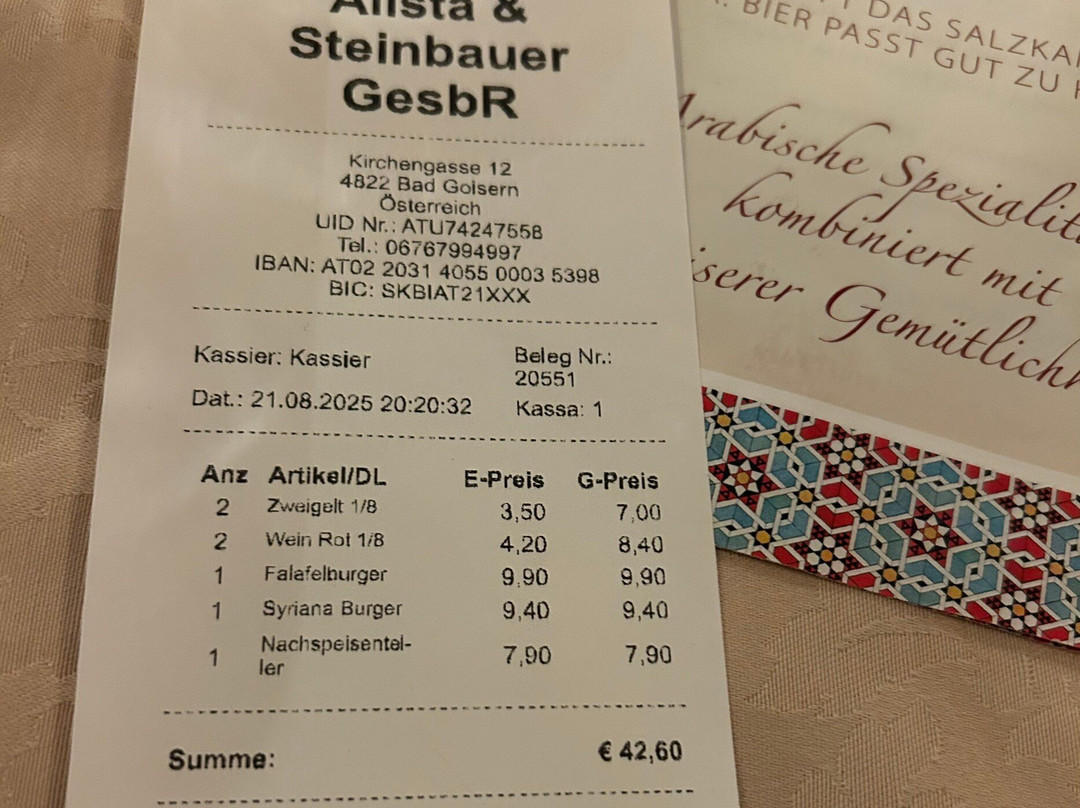 &
Steinbauer
GesbR
Kirchengasse 12
4822 Bad Goisern
Österreich
UID Nr.: ATU74247558
Tel.: 06767994997
IBAN: AT02 2031 4055 0003 5398
BIC: SKBIAT21XXX
Kassier: Kassier
Beleg Nr.:
20551
Dat.: 21.08.2025 20:20:32
Kassa: 1
Anz Artikel/DL E-Preis G-Preis
2 Zweigelt 1/8 3,50 7,00
2 Wein Rot 1/8 4,20 8,40
1 Falafelburger 9,90 9,90
1 Syriana Burger 9,40 9,40
1 Nachspeisentel-
ler 7,90 7,90
Summe: € 42,60
DAS SALZKA
BIER PASST GUT ZU
Arabische Spezialit
kombiniert mit
serer Gemütlich